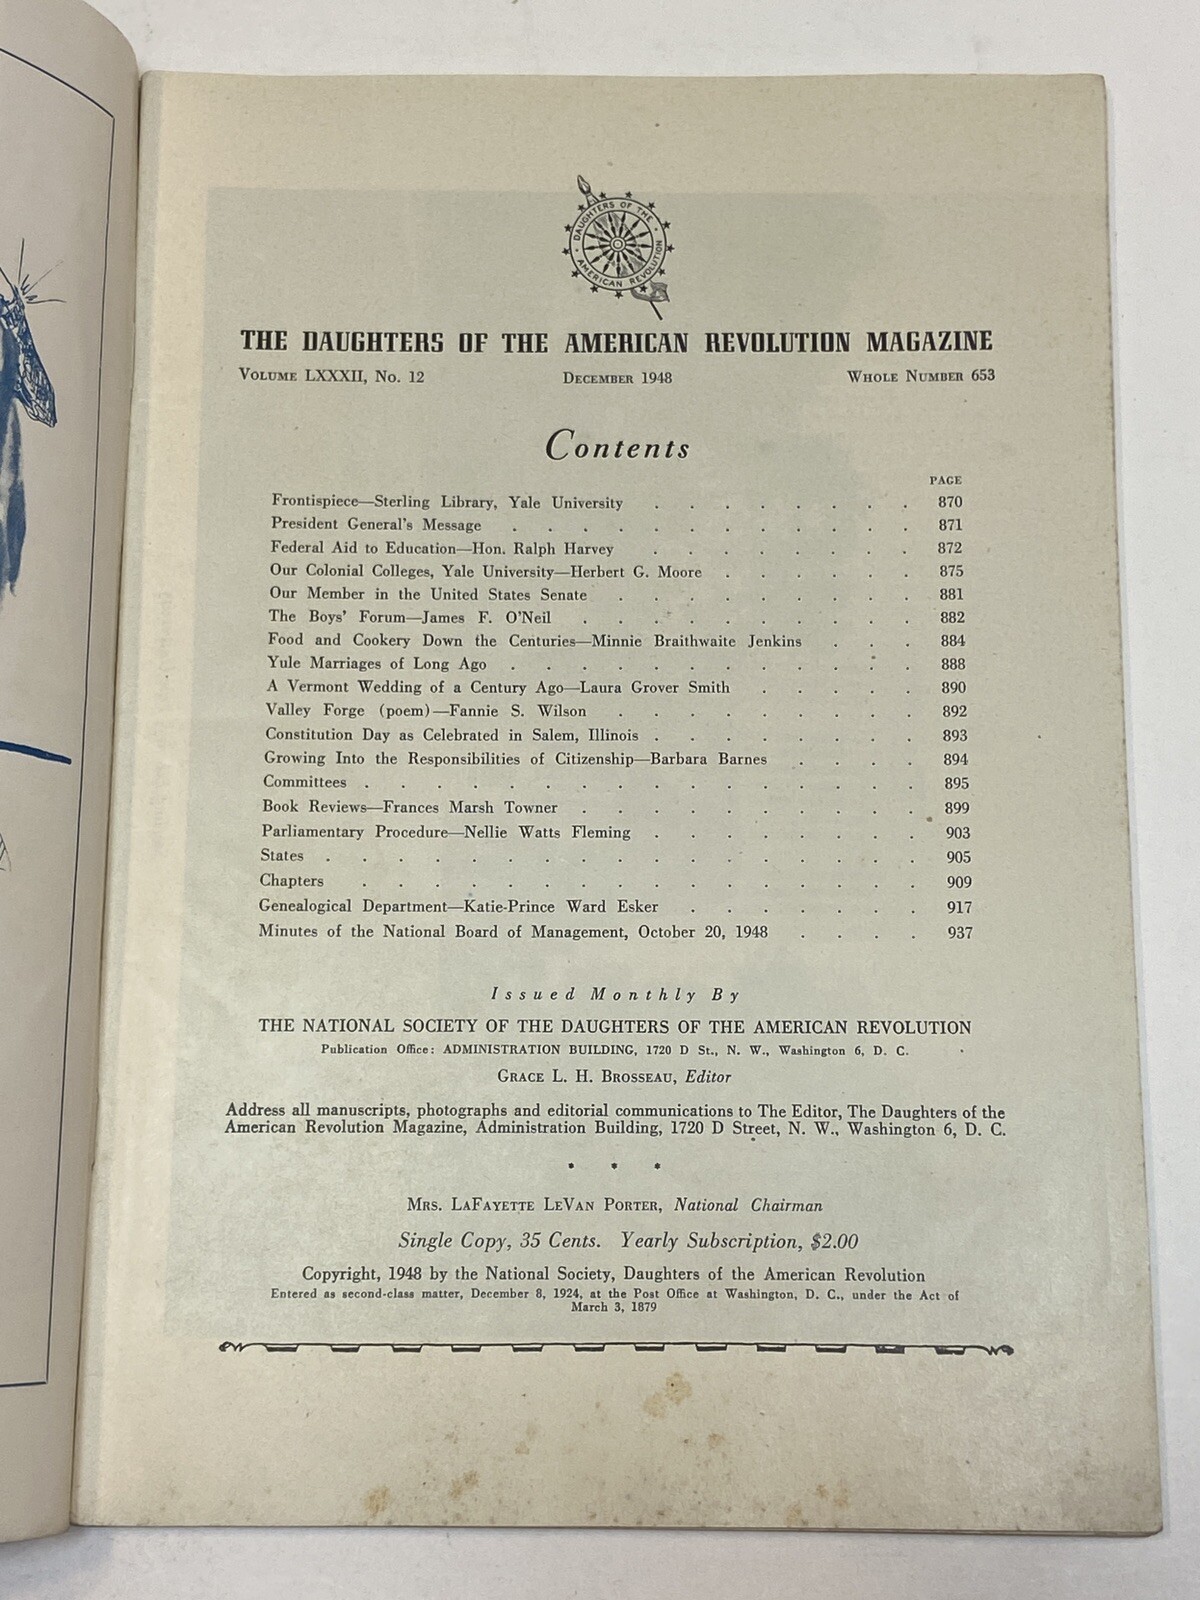 DAUGHTERS OF THE AMERICAN REVOLUTION
THE DAUGHTERS OF THE AMERICAN REVOLUTION MAGAZINE
VOLUME LXXXII, No. 12 DECEMBER 1948 WHOLE NUMBER 653
Contents
PAGE
Frontispiece—Sterling Library, Yale University . . . . . . . . 870
President General's Message . . . . . . . . . . . . 871
Federal Aid to Education—Hon. Ralph Harvey . . . . . . . . 872
Our Colonial Colleges, Yale University—Herbert G. Moore . . . . . . 875
Our Member in the United States Senate . . . . . . . . . 881
The Boys' Forum—James F. O'Neil . . . . . . . . . . 882
Food and Cookery Down the Centuries—Minnie Braithwaite Jenkins . . . 884
Yule Marriages of Long Ago . . . . . . . . . . . . 888
A Vermont Wedding of a Century Ago—Laura Grover Smith . . . . . 890
Valley Forge (poem)—Fannie S. Wilson . . . . . . . . . 892
Constitution Day as Celebrated in Salem, Illinois . . . . . . . . 893
Growing Into the Responsibilities of Citizenship—Barbara Barnes . . . . 894
Committees . . . . . . . . . . . . . . . . 895
Book Reviews—Frances Marsh Towner . . . . . . . . . . 899
Parliamentary Procedure—Nellie Watts Fleming . . . . . . . . 903
States . . . . . . . . . . . . . . . . . 905
Chapters . . . . . . . . . . . . . . . . 909
Genealogical Department—Katie-Prince Ward Esker . . . . . . . 917
Minutes of the National Board of Management, October 20, 1948 . . . . 937
Issued Monthly By
THE NATIONAL SOCIETY OF THE DAUGHTERS OF THE AMERICAN REVOLUTION
Publication Office: ADMINISTRATION BUILDING, 1720 D St., N. W., Washington 6, D. C.
GRACE L. H. BROSSEAU, Editor
Address all manuscripts, photographs and editorial communications to The Editor, The Daughters of the
American Revolution Magazine, Administration Building, 1720 D Street, N. W., Washington 6, D. C.
* * *
MRS. LAFAYETTE LEVAN PORTER, National Chairman
Single Copy, 35 Cents. Yearly Subscription, $2.00
Copyright, 1948 by the National Society, Daughters of the American Revolution
Entered as second-class matter, December 8, 1924, at the Post Office at Washington, D. C., under the Act of
March 3, 1879